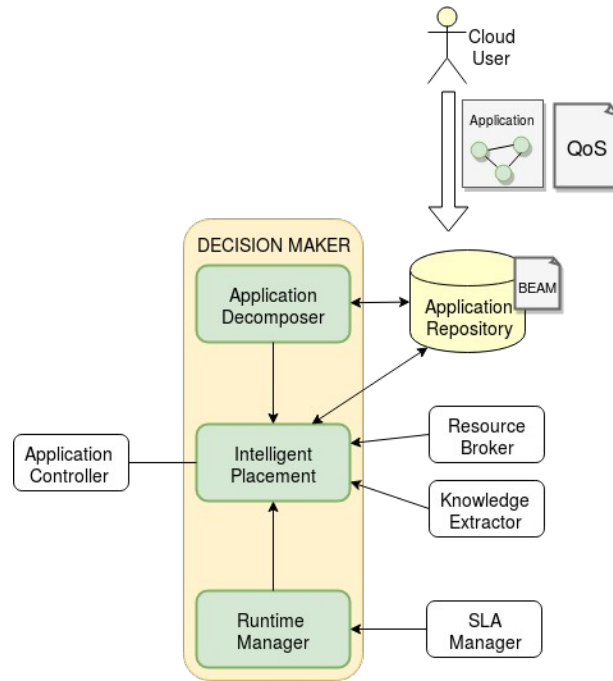 Cloud
User
Application
QoS
DECISION MAKER
Application
Decomposer
Application
Repository
BEAM
Application
Controller
Intelligent
Placement
Resource
Broker
Knowledge
Extractor
Runtime
Manager
SLA
Manager